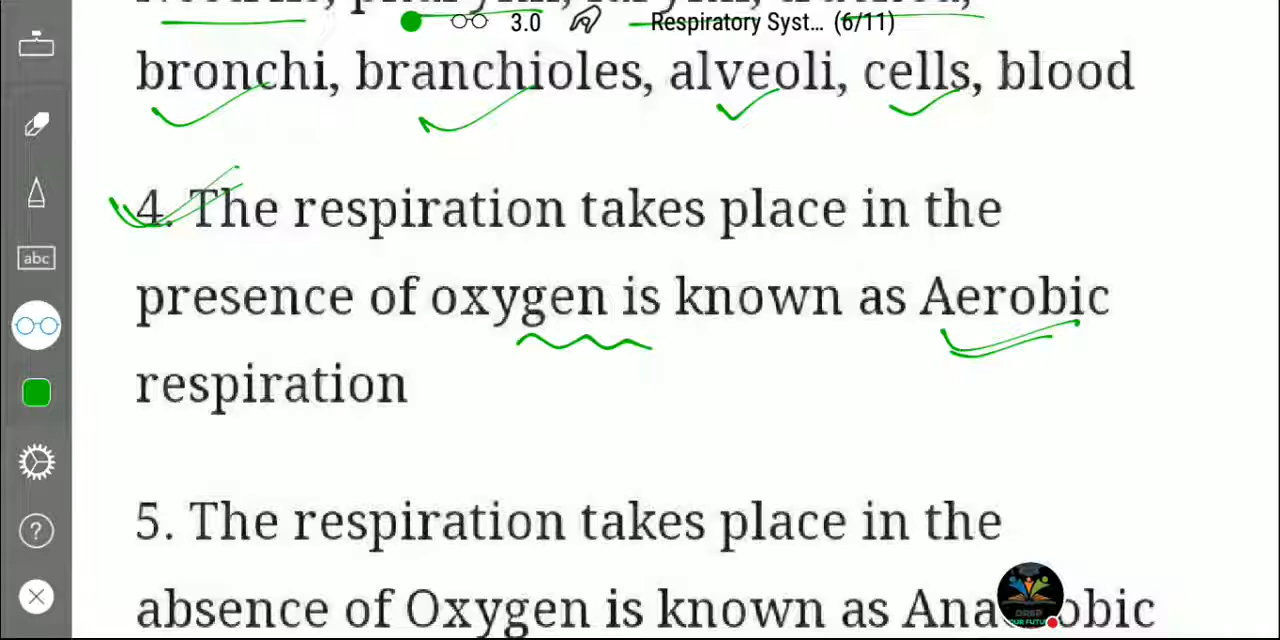 3.0 Respiratory Syst... (6/11)
bronchi, branchioles, alveoli, cells, blood
abc
4. The respiration takes place in the
presence of oxygen is known as Aerobic
respiration
5. The respiration takes place in the
absence of Oxygen is known as